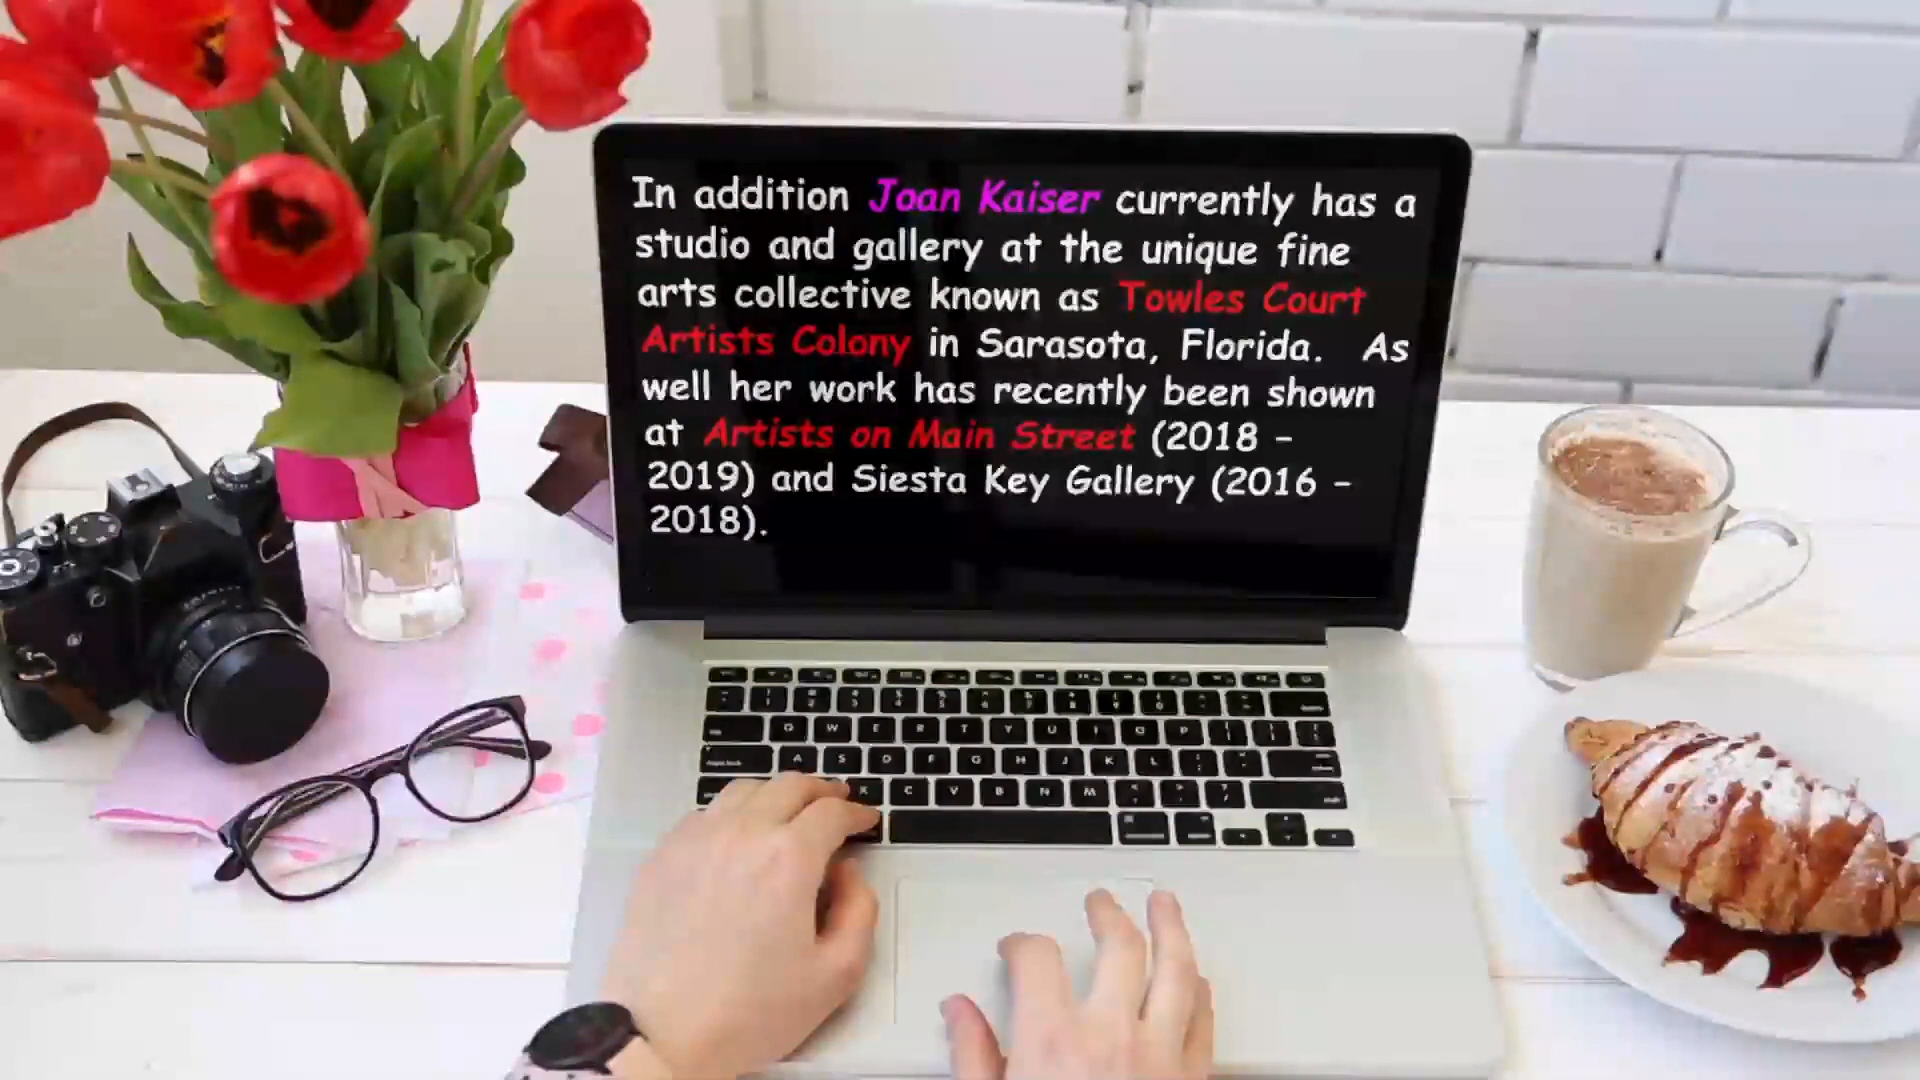 In addition Joan Kaiser currently has a
studio and gallery at the unique fine
arts collective known as Towles Court
Artists Colony in Sarasota, Florida.  As
well her work has recently been shown
at Artists on Main Street (2018 –
2019) and Siesta Key Gallery (2016 –
2018).
Q W E R T Y U I O P
A S D F G H J K L
X C V B N M